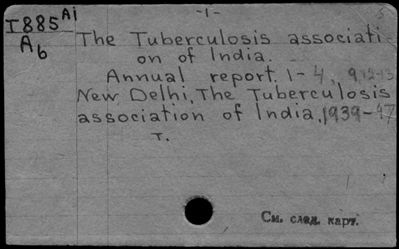 -1-
I885 Ai
A6
The Tuberculosis associati-
on of India.
Annual report. 1-4, 9, 12-13
New Delhi, The Tuberculosis
association of India, 1939-47
т.
См. след. карт.